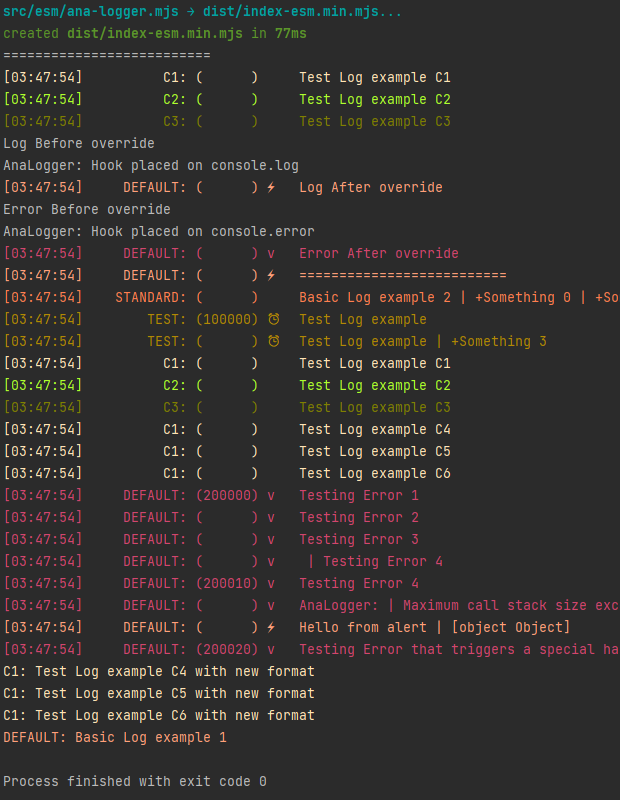 src/esm/ana-logger.mjs → dist/index-esm.min.mjs...
created dist/index-esm.min.mjs in 77ms
==========================
[03:47:54]          C1: (      )     Test Log example C1
[03:47:54]          C2: (      )     Test Log example C2
[03:47:54]          C3: (      )     Test Log example C3
Log Before override
AnaLogger: Hook placed on console.log
[03:47:54]     DEFAULT: (      ) ⚡   Log After override
Error Before override
AnaLogger: Hook placed on console.error
[03:47:54]     DEFAULT: (      ) v   Error After override
[03:47:54]     DEFAULT: (      ) ⚡   ==========================
[03:47:54]    STANDARD: (      )     Basic Log example 2 | +Something 0 | +So
[03:47:54]        TEST: (100000) ⏰   Test Log example
[03:47:54]        TEST: (      ) ⏰   Test Log example | +Something 3
[03:47:54]          C1: (      )     Test Log example C1
[03:47:54]          C2: (      )     Test Log example C2
[03:47:54]          C3: (      )     Test Log example C3
[03:47:54]          C1: (      )     Test Log example C4
[03:47:54]          C1: (      )     Test Log example C5
[03:47:54]          C1: (      )     Test Log example C6
[03:47:54]     DEFAULT: (200000) v   Testing Error 1
[03:47:54]     DEFAULT: (      ) v   Testing Error 2
[03:47:54]     DEFAULT: (      ) v   Testing Error 3
[03:47:54]     DEFAULT: (      ) v    | Testing Error 4
[03:47:54]     DEFAULT: (200010) v   Testing Error 4
[03:47:54]     DEFAULT: (      ) v   AnaLogger: | Maximum call stack size exc
[03:47:54]     DEFAULT: (      ) ⚡   Hello from alert | [object Object]
[03:47:54]     DEFAULT: (200020) v   Testing Error that triggers a special ha
C1: Test Log example C4 with new format
C1: Test Log example C5 with new format
C1: Test Log example C6 with new format
DEFAULT: Basic Log example 1
Process finished with exit code 0